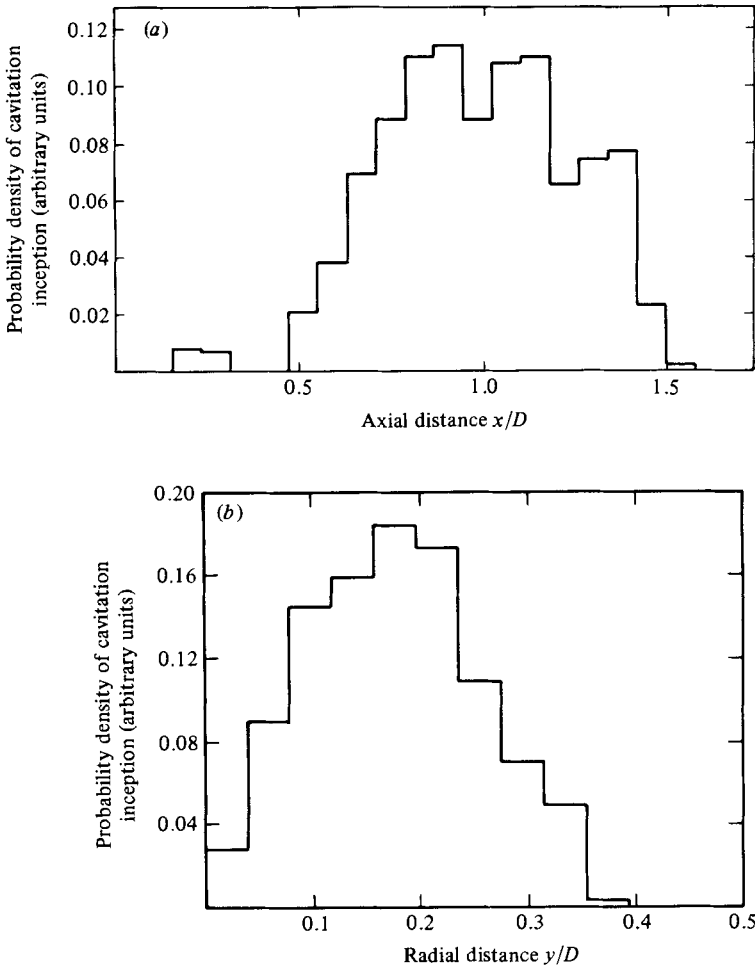 (a)
Probability density of cavitation
inception (arbitrary units)
0.12
0.10
0.08
0.06
0.04
0.02
0.5
1.0
1.5
Axial distance x/D
(b)
Probability density of cavitation
inception (arbitrary units)
0.20
0.16
0.12
0.08
0.04
0.1
0.2
0.3
0.4
0.5
Radial distance y/D